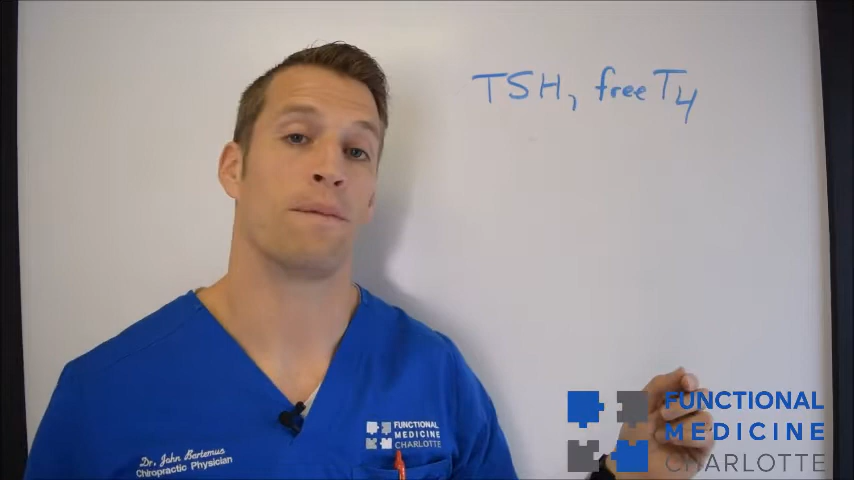 TSH, free T4
Dr. John Bartemus
Chiropractic Physician
FUNCTIONAL
MEDICINE
CHARLOTTE
FUNCTIONAL
MEDICINE
CHARLOTTE